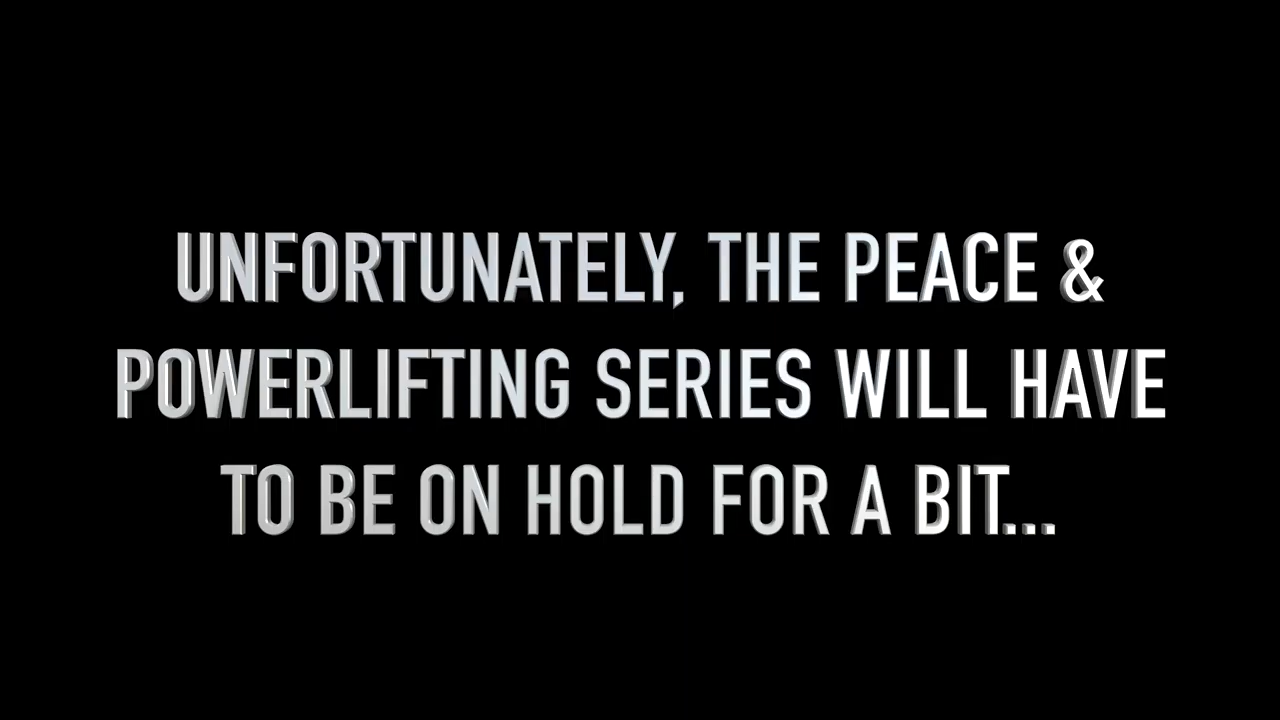 UNFORTUNATELY, THE PEACE &
POWERLIFTING SERIES WILL HAVE
TO BE ON HOLD FOR A BIT...